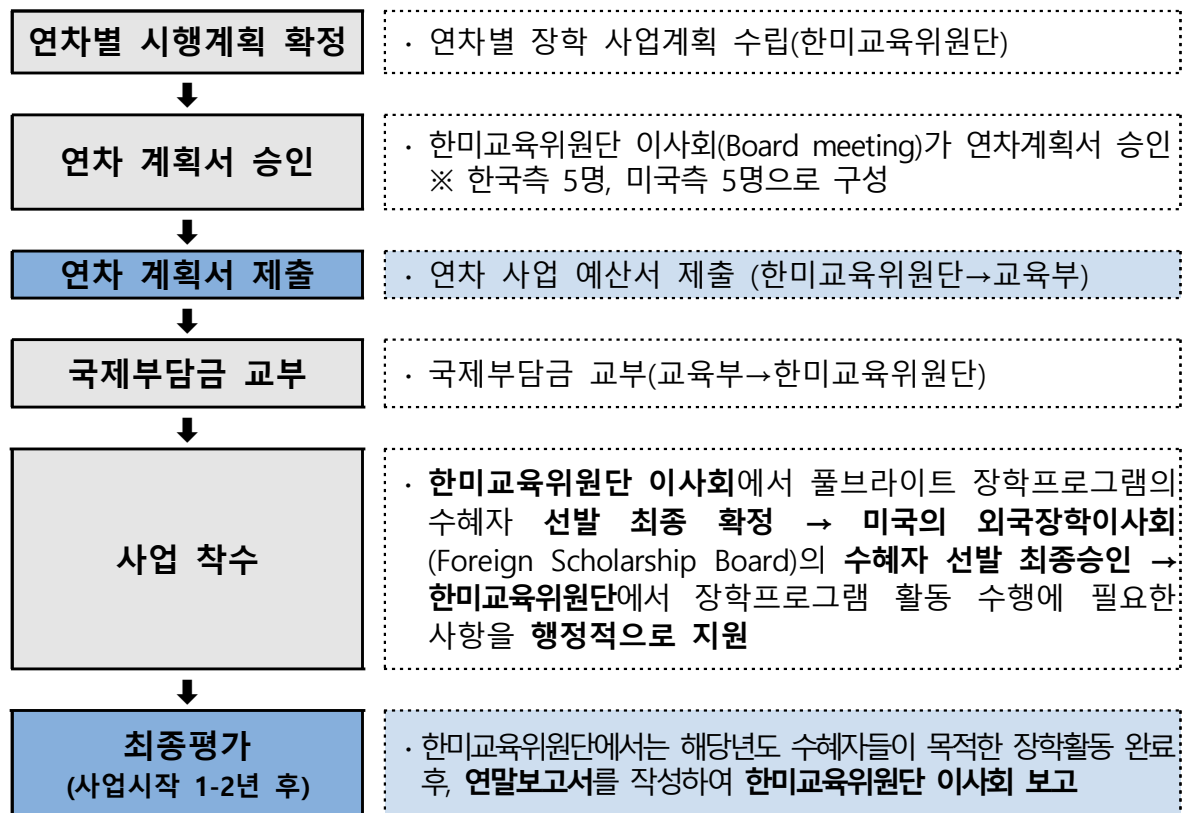 연차별 시행계획 확정
· 연차별 장학 사업계획 수립(한미교육위원단)
⬇
연차 계획서 승인
· 한미교육위원단 이사회(Board meeting)가 연차계획서 승인
※ 한국측 5명, 미국측 5명으로 구성
⬇
연차 계획서 제출
· 연차 사업 예산서 제출 (한미교육위원단→교육부)
⬇
국제부담금 교부
· 국제부담금 교부(교육부→한미교육위원단)
⬇
사업 착수
· 한미교육위원단 이사회에서 풀브라이트 장학프로그램의
수혜자 선발 최종 확정 → 미국의 외국장학이사회
(Foreign Scholarship Board)의 수혜자 선발 최종승인 →
한미교육위원단에서 장학프로그램 활동 수행에 필요한
사항을 행정적으로 지원
⬇
최종평가
(사업시작 1-2년 후)
· 한미교육위원단에서는 해당년도 수혜자들이 목적한 장학활동 완료
후, 연말보고서를 작성하여 한미교육위원단 이사회 보고